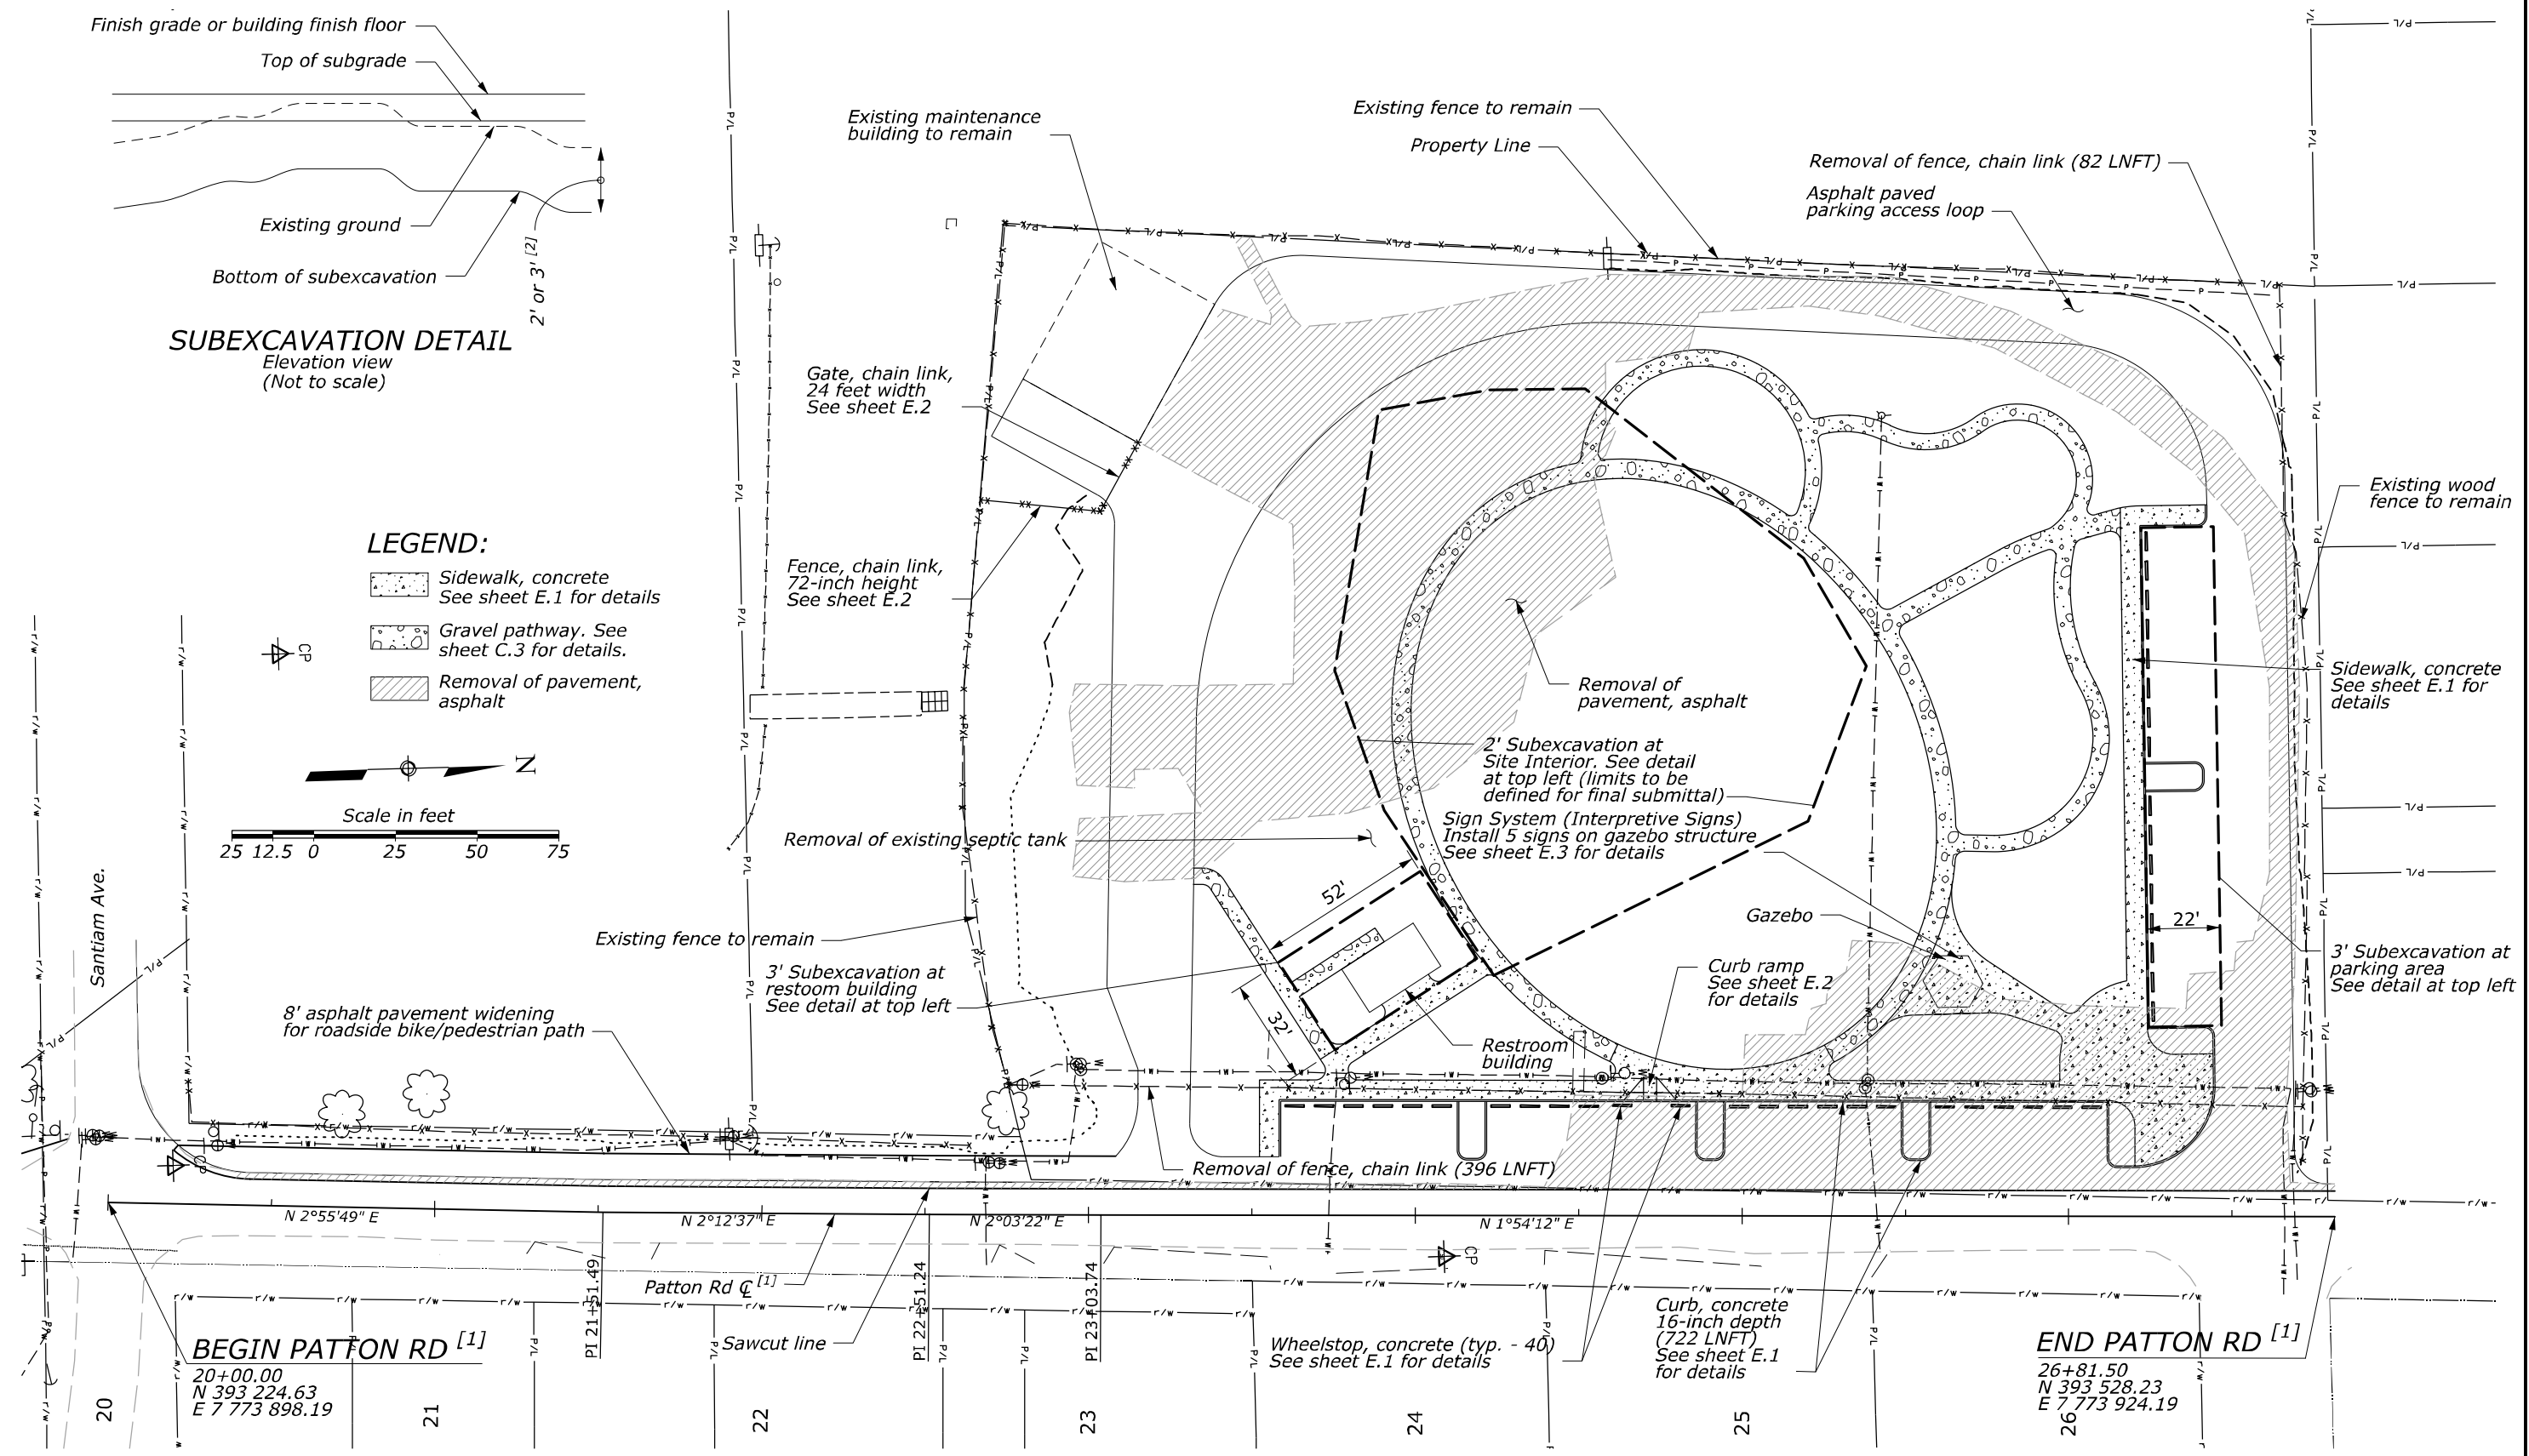 Finish grade or building finish floor
Top of subgrade
Existing ground
Bottom of subexcavation
2' or 3' [2]
SUBEXCAVATION DETAIL
Elevation view
(Not to scale)
LEGEND:
Sidewalk, concrete
See sheet E.1 for details
Gravel pathway. See
sheet C.3 for details.
Removal of pavement,
asphalt
CP
N
Scale in feet
25 12.5 0 25 50 75
Santiam Ave.
Existing maintenance
building to remain
Gate, chain link,
24 feet width
See sheet E.2
Fence, chain link,
72-inch height
See sheet E.2
Existing fence to remain
Property Line
Removal of fence, chain link (82 LNFT)
Asphalt paved
parking access loop
Existing wood
fence to remain
Sidewalk, concrete
See sheet E.1 for
details
Removal of
pavement, asphalt
2' Subexcavation at
Site Interior. See detail
at top left (limits to be
defined for final submittal)
Sign System (Interpretive Signs)
Install 5 signs on gazebo structure
See sheet E.3 for details
Removal of existing septic tank
52'
Gazebo
22'
Existing fence to remain
3' Subexcavation at
restoom building
See detail at top left
32'
Curb ramp
See sheet E.2
for details
3' Subexcavation at
parking area
See detail at top left
8' asphalt pavement widening
for roadside bike/pedestrian path
Restroom
building
Removal of fence, chain link (396 LNFT)
N 2°55'49" E
N 2°12'37" E
N 2°03'22" E
N 1°54'12" E
PI 21+51.49
PI 22+51.24
PI 23+03.74
CP
Patton Rd ℄ [1]
Sawcut line
Wheelstop, concrete (typ. - 40)
See sheet E.1 for details
Curb, concrete
16-inch depth
(722 LNFT)
See sheet E.1
for details
BEGIN PATTON RD [1]
20+00.00
N 393 224.63
E 7 773 898.19
END PATTON RD [1]
26+81.50
N 393 528.23
E 7 773 924.19
20
21
22
23
24
25
26